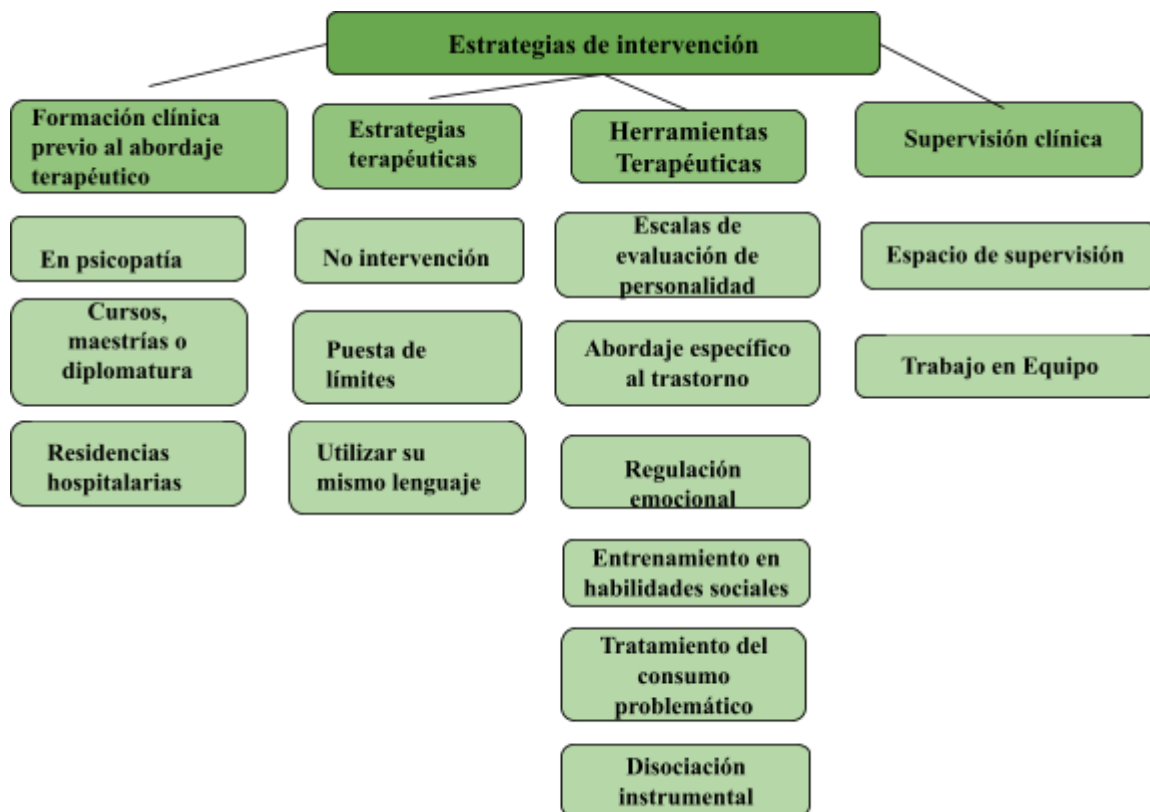 Estrategias de intervención
Formación clínica
previo al abordaje
terapéutico
En psicopatía
Cursos,
maestrías o
diplomatura
Residencias
hospitalarias
Estrategias
terapéuticas
No intervención
Puesta de
límites
Utilizar su
mismo lenguaje
Herramientas
Terapéuticas
Escalas de
evaluación de
personalidad
Abordaje específico
al trastorno
Regulación
emocional
Entrenamiento en
habilidades sociales
Tratamiento del
consumo
problemático
Disociación
instrumental
Supervisión clínica
Espacio de supervisión
Trabajo en Equipo